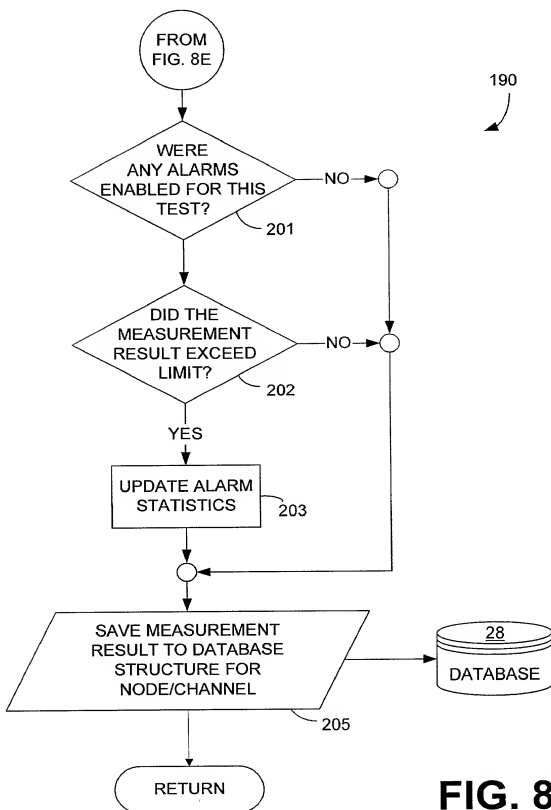 FROM
FIG. 8E
190
WERE
ANY ALARMS
ENABLED FOR THIS
TEST?
NO
201
DID THE
MEASUREMENT
RESULT EXCEED
LIMIT?
NO
202
YES
UPDATE ALARM
STATISTICS
203
SAVE MEASUREMENT
RESULT TO DATABASE
STRUCTURE FOR
NODE/CHANNEL
28
DATABASE
205
RETURN
FIG. 8